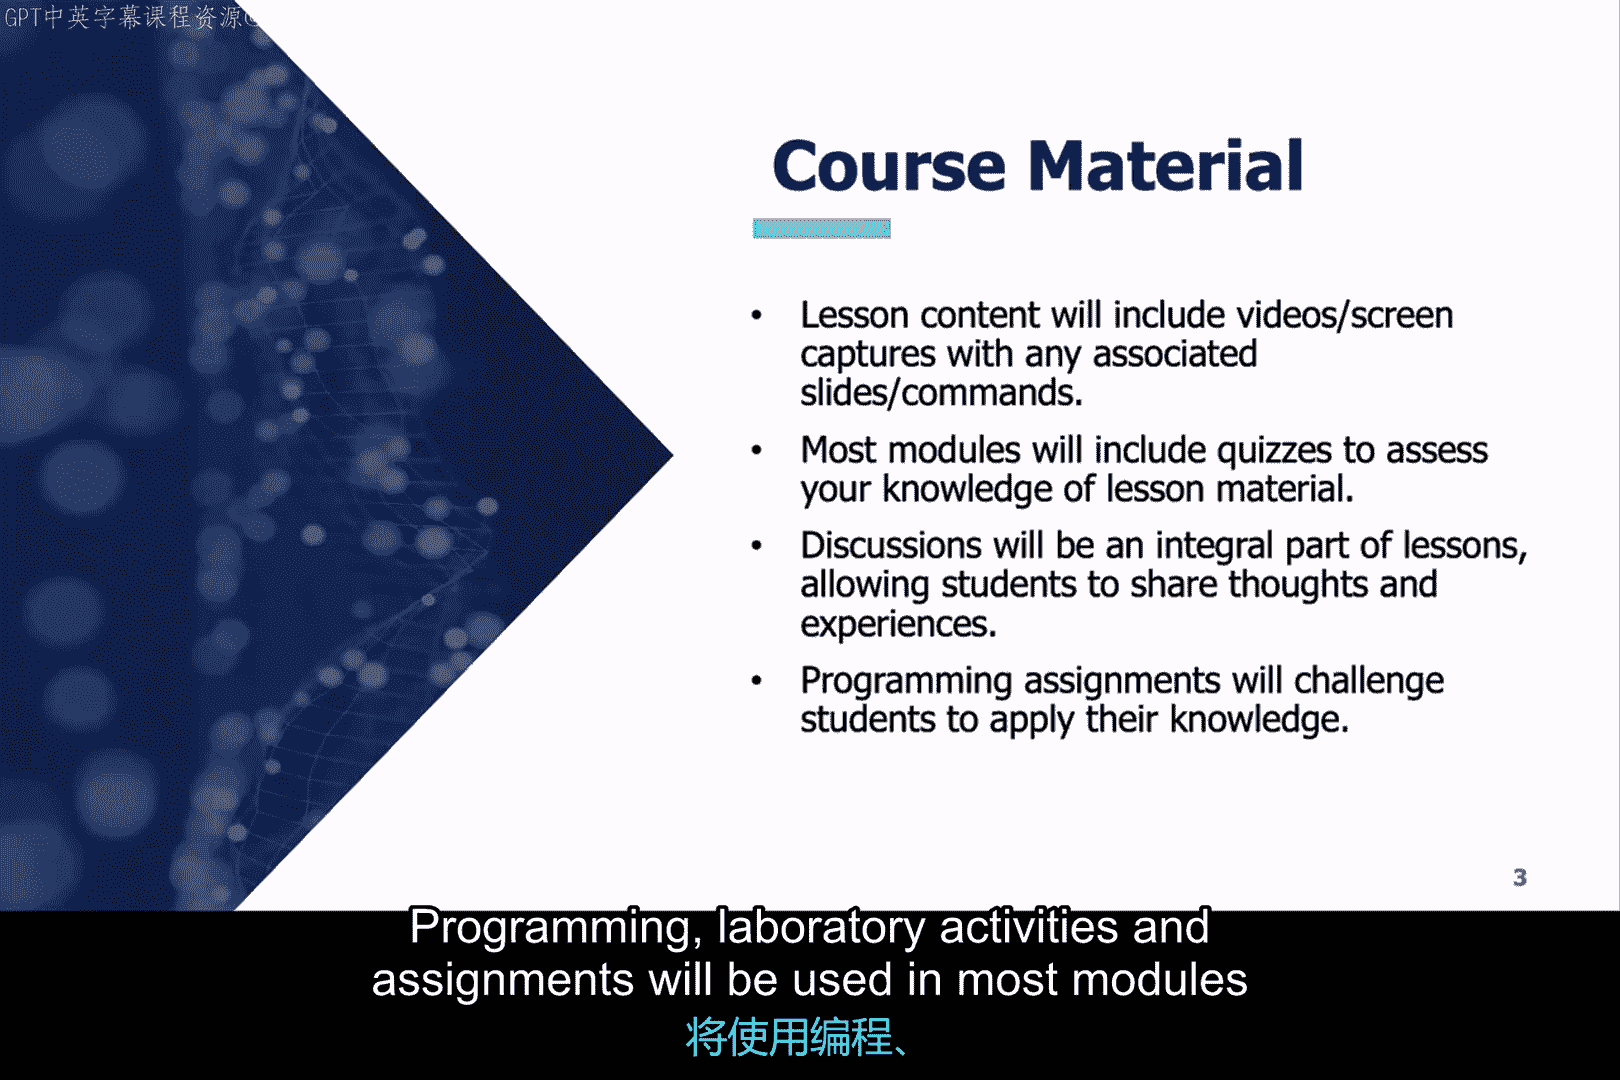 GPT中英字幕课程资源@
Course Material
• Lesson content will include videos/screen
captures with any associated
slides/commands.
• Most modules will include quizzes to assess
your knowledge of lesson material.
• Discussions will be an integral part of lessons,
allowing students to share thoughts and
experiences.
• Programming assignments will challenge
students to apply their knowledge.
3
Programming, laboratory activities and
assignments will be used in most modules
将使用编程、